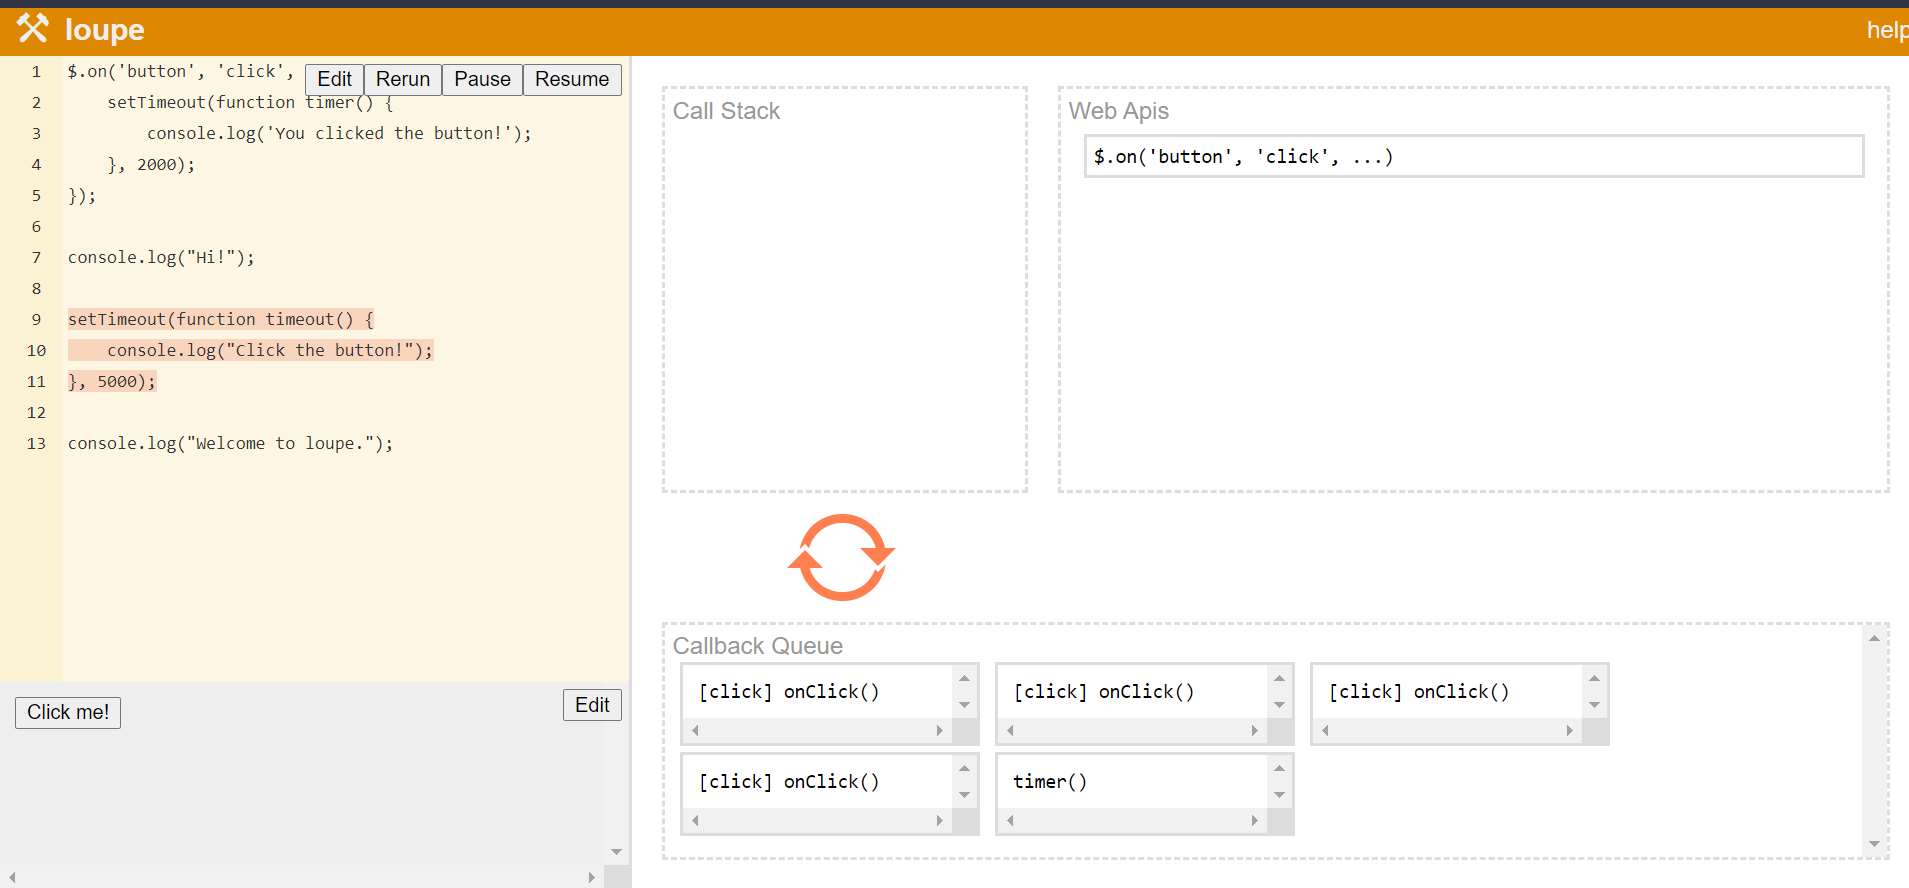 loupe
help
1 $.on('button', 'click',
Edit Rerun Pause Resume
2     setTimeout(function timer() {
3         console.log('You clicked the button!');
4     }, 2000);
5 });
6
7 console.log("Hi!");
8
9 setTimeout(function timeout() {
10     console.log("Click the button!");
11 }, 5000);
12
13 console.log("Welcome to loupe.");
Click me!
Edit
Call Stack
Web Apis
$.on('button', 'click', ...)
Callback Queue
[click] onClick()
[click] onClick()
[click] onClick()
[click] onClick()
timer()